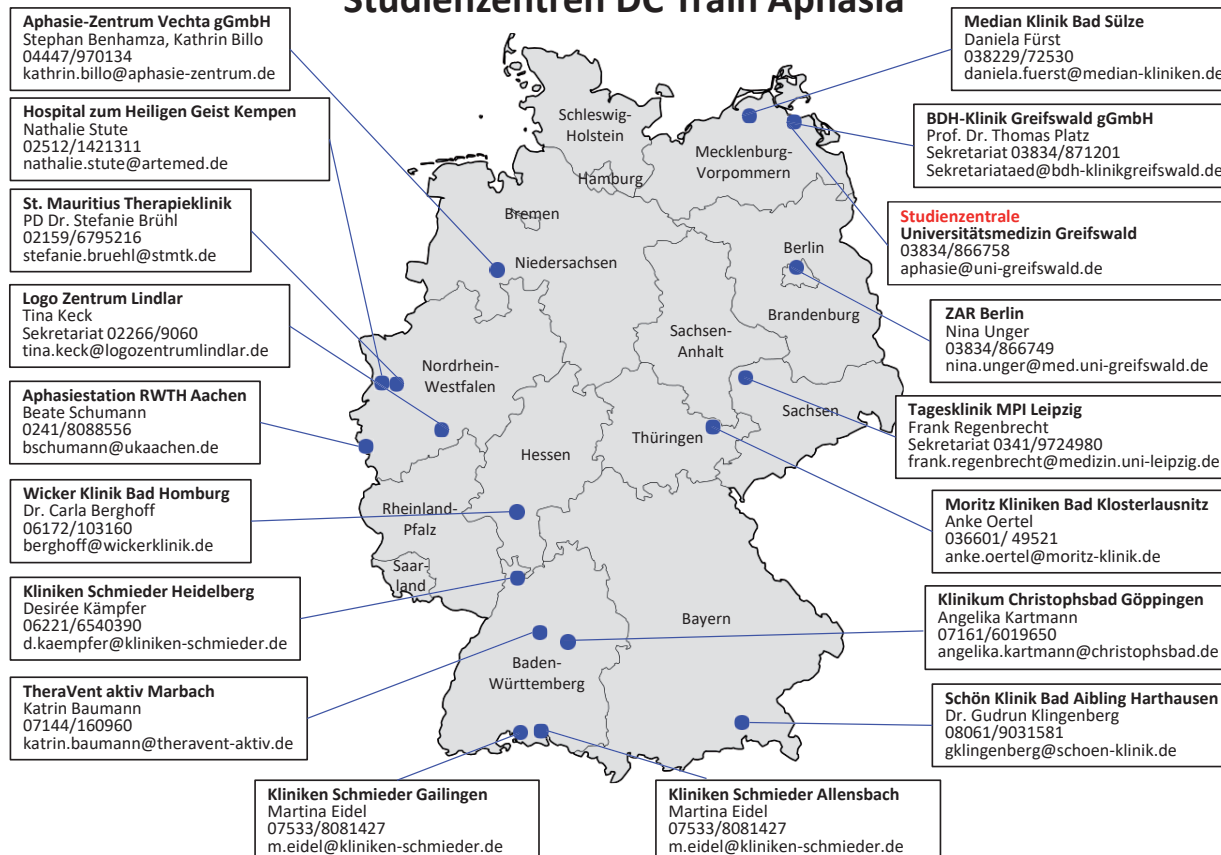 Studienzentren DC Train Aphasia
Aphasie-Zentrum Vechta gGmbH
Stephan Benhamza, Kathrin Billo
04447/970134
kathrin.billo@aphasie-zentrum.de
Hospital zum Heiligen Geist Kempen
Nathalie Stute
02512/1421311
nathalie.stute@artemed.de
St. Mauritius Therapieklinik
PD Dr. Stefanie Brühl
02159/6795216
stefanie.bruehl@stmtk.de
Logo Zentrum Lindlar
Tina Keck
Sekretariat 02266/9060
tina.keck@logozentrumlindlar.de
Aphasiestation RWTH Aachen
Beate Schumann
0241/8088556
bschumann@ukaachen.de
Wicker Klinik Bad Homburg
Dr. Carla Berghoff
06172/103160
berghoff@wickerklinik.de
Kliniken Schmieder Heidelberg
Desirée Kämpfer
06221/6540390
d.kaempfer@kliniken-schmieder.de
TheraVent aktiv Marbach
Katrin Baumann
07144/160960
katrin.baumann@theravent-aktiv.de
Kliniken Schmieder Gailingen
Martina Eidel
07533/8081427
m.eidel@kliniken-schmieder.de
Kliniken Schmieder Allensbach
Martina Eidel
07533/8081427
m.eidel@kliniken-schmieder.de
Schleswig-
Holstein
Hamburg
Mecklenburg-
Vorpommern
Bremen
Niedersachsen
Berlin
Brandenburg
Sachsen-
Anhalt
Nordrhein-
Westfalen
Sachsen
Thüringen
Hessen
Rheinland-
Pfalz
Saar-
land
Bayern
Baden-
Württemberg
Median Klinik Bad Sülze
Daniela Fürst
038229/72530
daniela.fuerst@median-kliniken.de
BDH-Klinik Greifswald gGmbH
Prof. Dr. Thomas Platz
Sekretariat 03834/871201
Sekretariataed@bdh-klinikgreifswald.de
Studienzentrale
Universitätsmedizin Greifswald
03834/866758
aphasie@uni-greifswald.de
ZAR Berlin
Nina Unger
03834/866749
nina.unger@med.uni-greifswald.de
Tagesklinik MPI Leipzig
Frank Regenbrecht
Sekretariat 0341/9724980
frank.regenbrecht@medizin.uni-leipzig.de
Moritz Kliniken Bad Klosterlausnitz
Anke Oertel
036601/ 49521
anke.oertel@moritz-klinik.de
Klinikum Christophsbad Göppingen
Angelika Kartmann
07161/6019650
angelika.kartmann@christophsbad.de
Schön Klinik Bad Aibling Harthausen
Dr. Gudrun Klingenberg
08061/9031581
gklingenberg@schoen-klinik.de